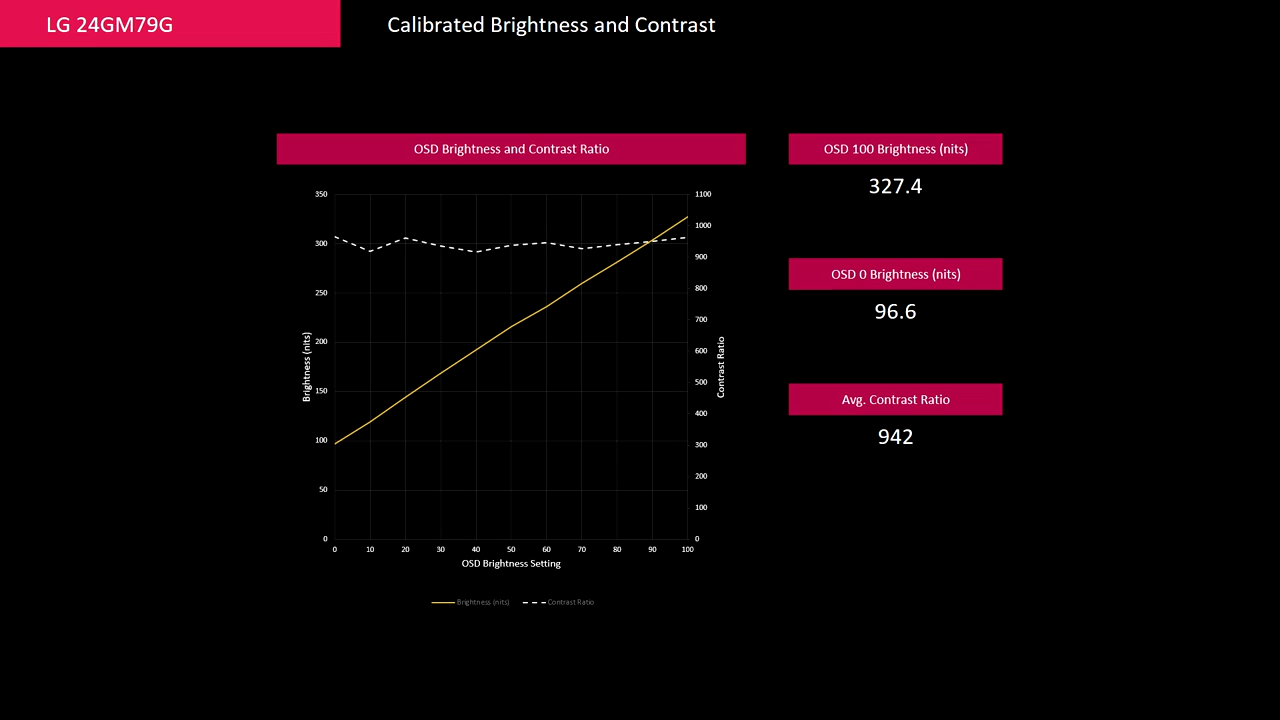 LG 24GM79G
Calibrated Brightness and Contrast
OSD Brightness and Contrast Ratio
350
300
250
200
150
100
50
0
Brightness (nits)
1100
1000
900
800
700
600
500
400
300
200
100
0
Contrast Ratio
0 10 20 30 40 50 60 70 80 90 100
OSD Brightness Setting
Brightness (nits) Contrast Ratio
OSD 100 Brightness (nits)
327.4
OSD 0 Brightness (nits)
96.6
Avg. Contrast Ratio
942